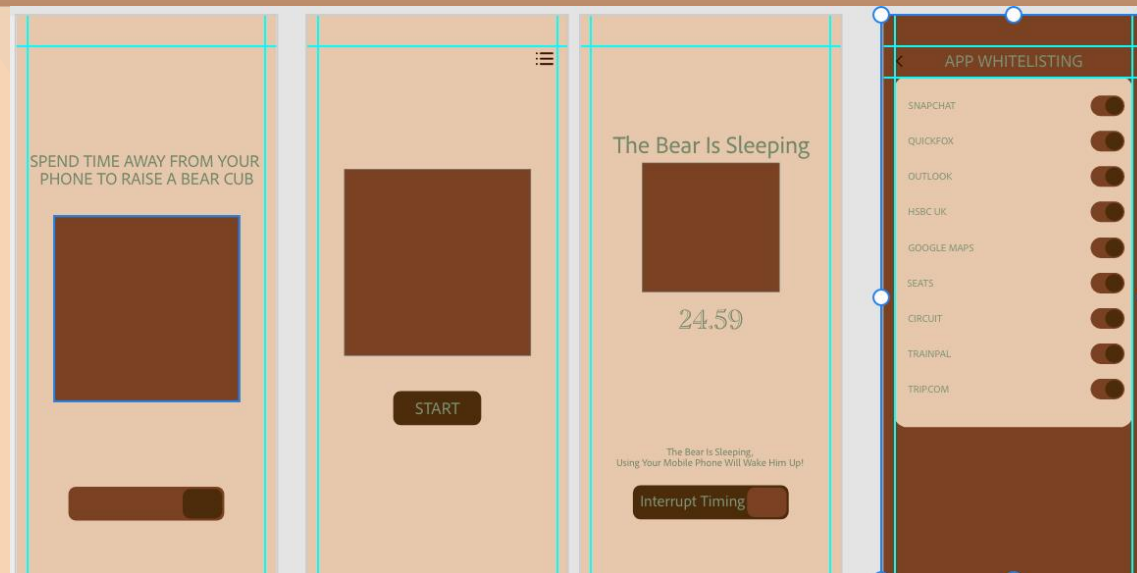 SPEND TIME AWAY FROM YOUR
PHONE TO RAISE A BEAR CUB
START
The Bear Is Sleeping
24.59
The Bear Is Sleeping,
Using Your Mobile Phone Will Wake Him Up!
Interrupt Timing
APP WHITELISTING
SNAPCHAT
QUICKFOX
OUTLOOK
HSBC UK
GOOGLE MAPS
SEATS
CIRCUIT
TRAINPAL
TRIP.COM